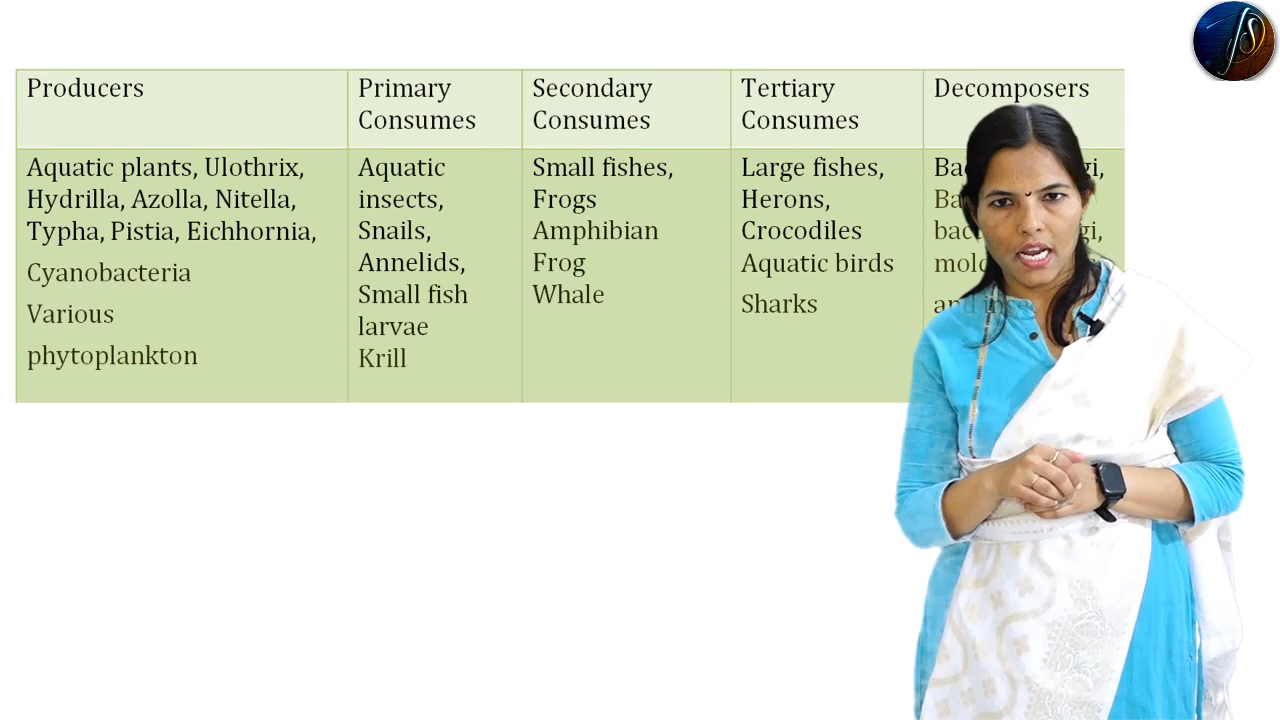 Producers
Aquatic plants, Ulothrix,
Hydrilla, Azolla, Nitella,
Typha, Pistia, Eichhornia,
Cyanobacteria
Various
phytoplankton
Primary
Consumes
Aquatic
insects,
Snails,
Annelids,
Small fish
larvae
Krill
Secondary
Consumes
Small fishes,
Frogs
Amphibian
Frog
Whale
Tertiary
Consumes
Large fishes,
Herons,
Crocodiles
Aquatic birds
Sharks
Decomposers
and